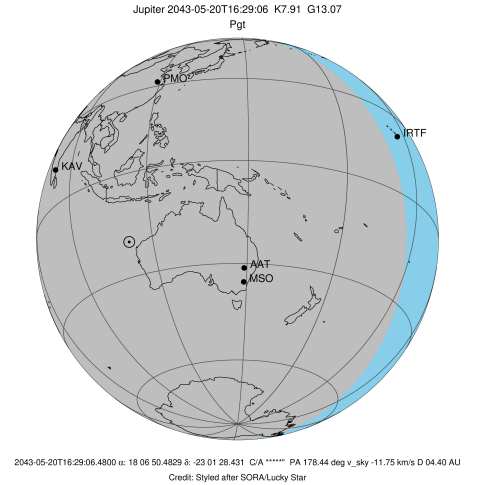 Jupiter 2043-05-20T16:29:06 K7.91 G13.07
Pgt
PMO
IRTF
KAV
AAT
MSO
2043-05-20T16:29:06.4800 α: 18 06 50.4829 δ: -23 01 28.431 C/A *****" PA 178.44 deg v_sky -11.75 km/s D 04.40 AU
Credit: Styled after SORA/Lucky Star